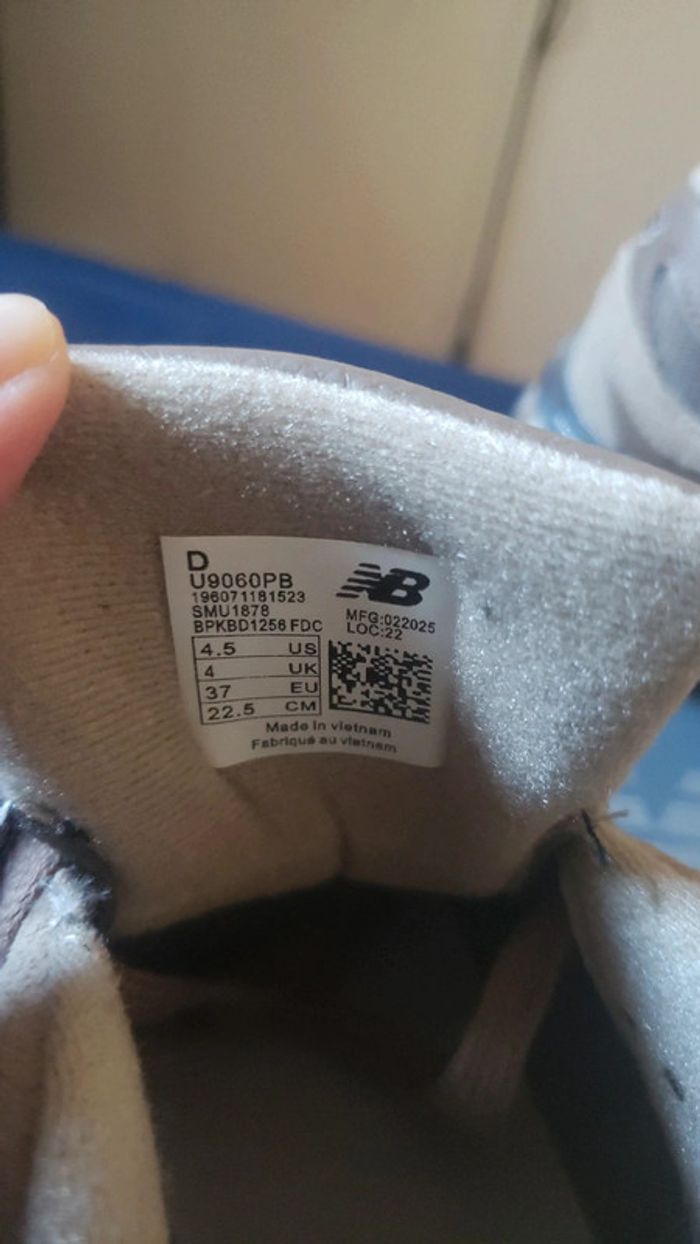 D
U9060PB
196071181523
SMU1878
BPKBD1256 FDC
NB
MFG:022025
LOC:22
4.5 US
4 UK
37 EU
22.5 CM
Made in vietnam
Fabriqué au vietnam